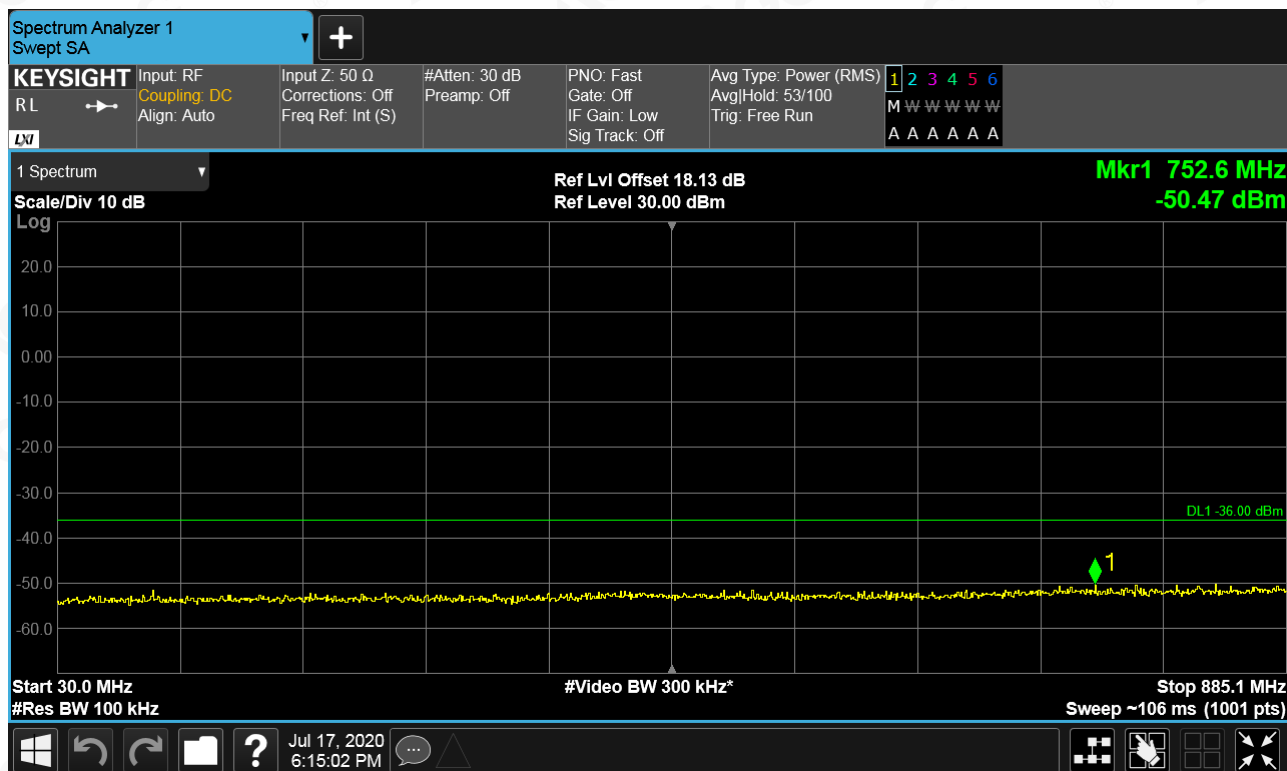 Spectrum Analyzer 1
Swept SA
+
KEYSIGHT
RL
LXI
Input: RF
Coupling: DC
Align: Auto
Input Z: 50 Ω
Corrections: Off
Freq Ref: Int (S)
#Atten: 30 dB
Preamp: Off
PNO: Fast
Gate: Off
IF Gain: Low
Sig Track: Off
Avg Type: Power (RMS)
Avg|Hold: 53/100
Trig: Free Run
1 2 3 4 5 6
M W W W W W
A A A A A A
1 Spectrum
Scale/Div 10 dB
Log
Ref Lvl Offset 18.13 dB
Ref Level 30.00 dBm
Mkr1 752.6 MHz
-50.47 dBm
20.0
10.0
0.00
-10.0
-20.0
-30.0
DL1 -36.00 dBm
-40.0
1
-50.0
-60.0
Start 30.0 MHz
#Res BW 100 kHz
#Video BW 300 kHz*
Stop 885.1 MHz
Sweep ~106 ms (1001 pts)
?
Jul 17, 2020
6:15:02 PM